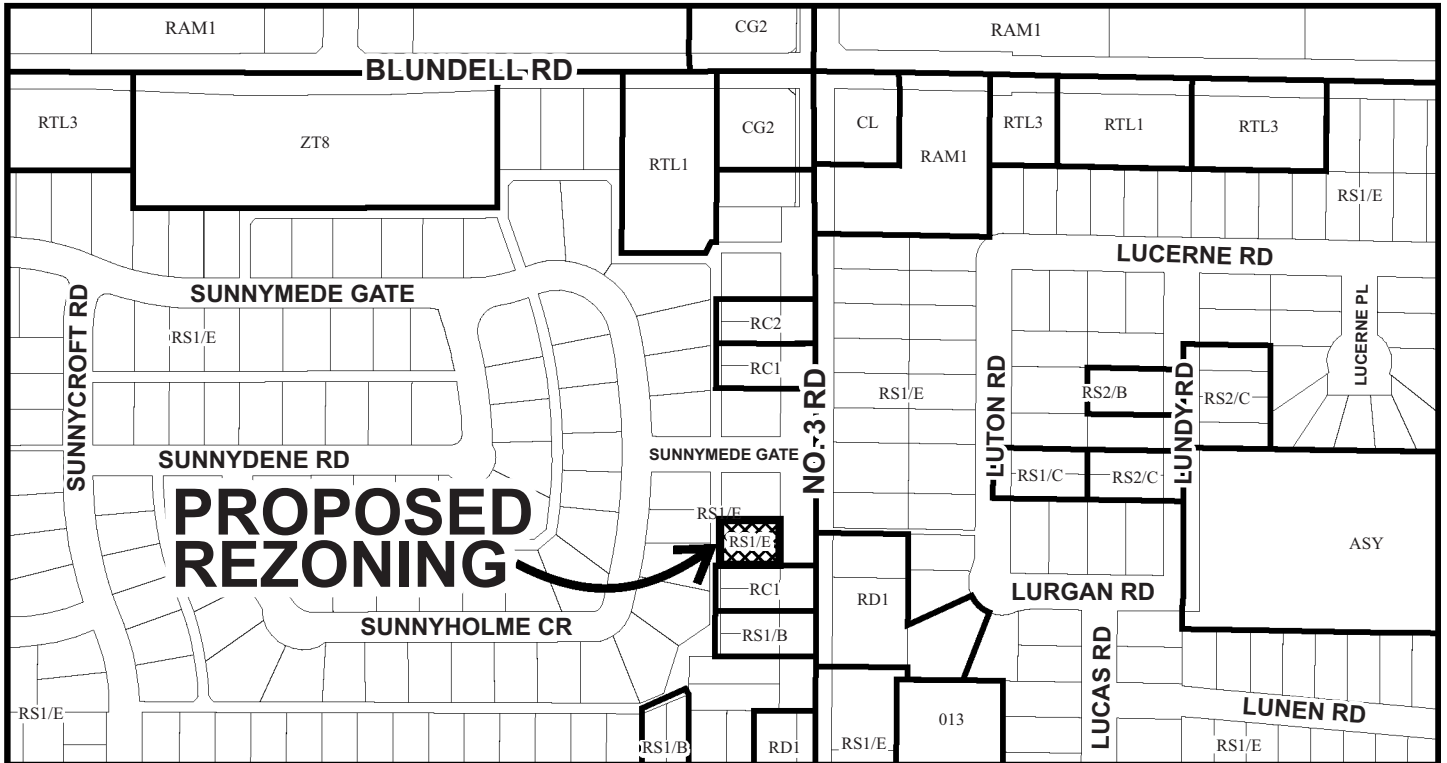 RAM1
CG2
RAM1
BLUNDELL RD
RTL3
ZT8
RTL1
CG2
CL
RAM1
RTL3
RTL1
RTL3
RS1/E
LUCERNE RD
SUNNYMEDE GATE
SUNNYCROFT RD
RS1/E
RC2
RC1
NO. 3 RD
RS1/E
LUTON RD
RS2/B
LUNDY RD
RS2/C
LUCERNE PL
SUNNYDENE RD
SUNNYMEDE GATE
RS1/C
RS2/C
PROPOSED
REZONING
RS1/E
RS1/E
ASY
RC1
RD1
LURGAN RD
SUNNYHOLME CR
RS1/B
LUCAS RD
RS1/E
RS1/B
RD1
RS1/E
013
LUNEN RD
RS1/E